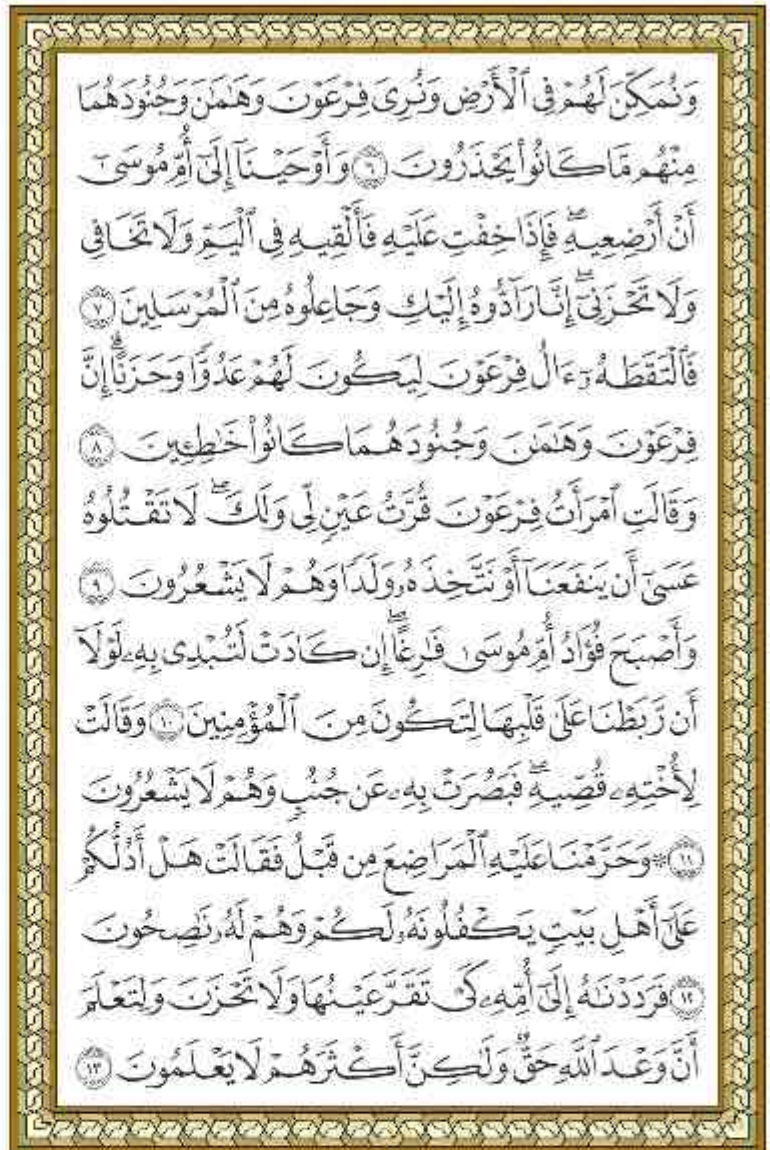 وَنُمَكِّنَ لَهُمْ فِي ٱلْأَرْضِ وَنُرِيَ فِرْعَوْنَ وَهَٰمَٰنَ وَجُنُودَهُمَا
مِنْهُم مَّا كَانُوا۟ يَحْذَرُونَ ٦ وَأَوْحَيْنَآ إِلَىٰٓ أُمِّ مُوسَىٰٓ
أَنْ أَرْضِعِيهِ ۖ فَإِذَا خِفْتِ عَلَيْهِ فَأَلْقِيهِ فِي ٱلْيَمِّ وَلَا تَخَافِي
وَلَا تَحْزَنِىٓ ۖ إِنَّا رَآدُّوهُ إِلَيْكِ وَجَاعِلُوهُ مِنَ ٱلْمُرْسَلِينَ ٧
فَٱلْتَقَطَهُۥٓ ءَالُ فِرْعَوْنَ لِيَكُونَ لَهُمْ عَدُوًّا وَحَزَنًا ۗ إِنَّ
فِرْعَوْنَ وَهَٰمَٰنَ وَجُنُودَهُمَا كَانُوا۟ خَٰطِـِٔينَ ٨
وَقَالَتِ ٱمْرَأَتُ فِرْعَوْنَ قُرَّتُ عَيْنٍ لِّي وَلَكَ ۖ لَا تَقْتُلُوهُ
عَسَىٰٓ أَن يَنفَعَنَآ أَوْ نَتَّخِذَهُۥ وَلَدًا وَهُمْ لَا يَشْعُرُونَ ٩
وَأَصْبَحَ فُؤَادُ أُمِّ مُوسَىٰ فَٰرِغًا ۖ إِن كَادَتْ لَتُبْدِي بِهِۦ لَوْلَآ
أَن رَّبَطْنَا عَلَىٰ قَلْبِهَا لِتَكُونَ مِنَ ٱلْمُؤْمِنِينَ ١٠ وَقَالَتْ
لِأُخْتِهِۦ قُصِّيهِ ۖ فَبَصُرَتْ بِهِۦ عَن جُنُبٍ وَهُمْ لَا يَشْعُرُونَ
١١ ۞ وَحَرَّمْنَا عَلَيْهِ ٱلْمَرَاضِعَ مِن قَبْلُ فَقَالَتْ هَلْ أَدُلُّكُمْ
عَلَىٰٓ أَهْلِ بَيْتٍ يَكْفُلُونَهُۥ لَكُمْ وَهُمْ لَهُۥ نَٰصِحُونَ
١٢ فَرَدَدْنَٰهُ إِلَىٰٓ أُمِّهِۦ كَيْ تَقَرَّ عَيْنُهَا وَلَا تَحْزَنَ وَلِتَعْلَمَ
أَنَّ وَعْدَ ٱللَّهِ حَقٌّ وَلَٰكِنَّ أَكْثَرَهُمْ لَا يَعْلَمُونَ ١٣